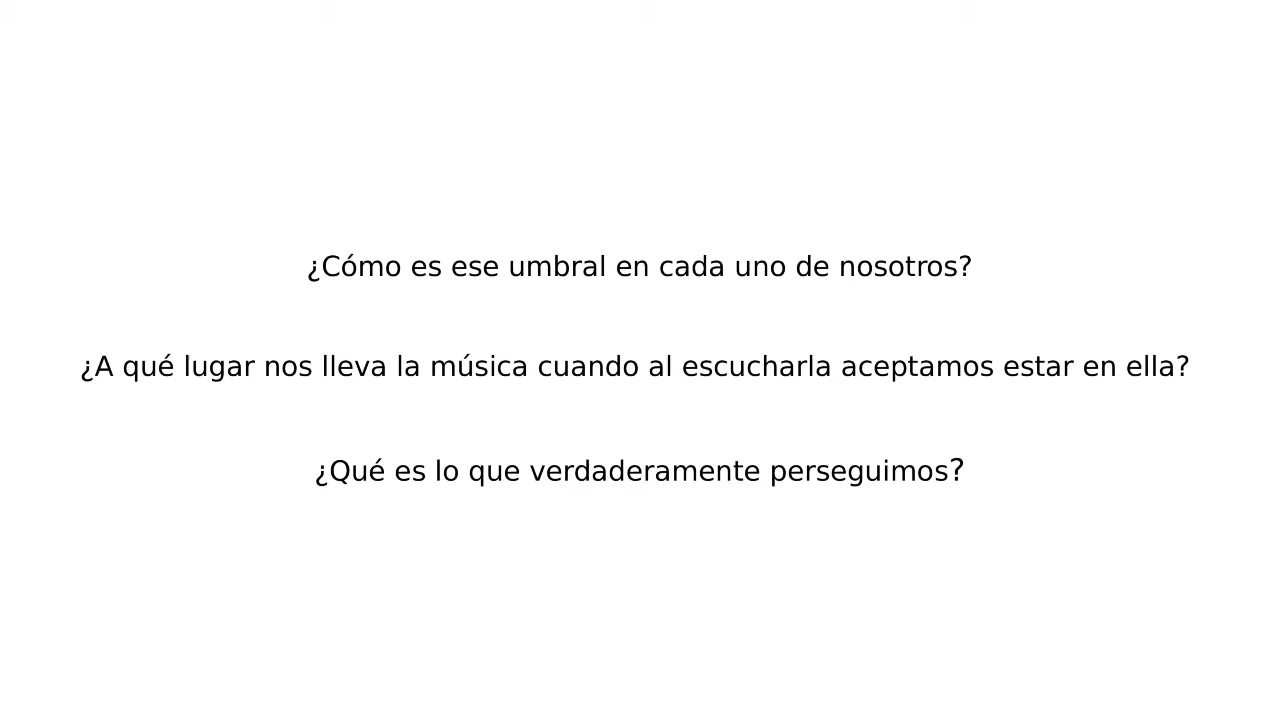 ¿Cómo es ese umbral en cada uno de nosotros?
¿A qué lugar nos lleva la música cuando al escucharla aceptamos estar en ella?
¿Qué es lo que verdaderamente perseguimos?